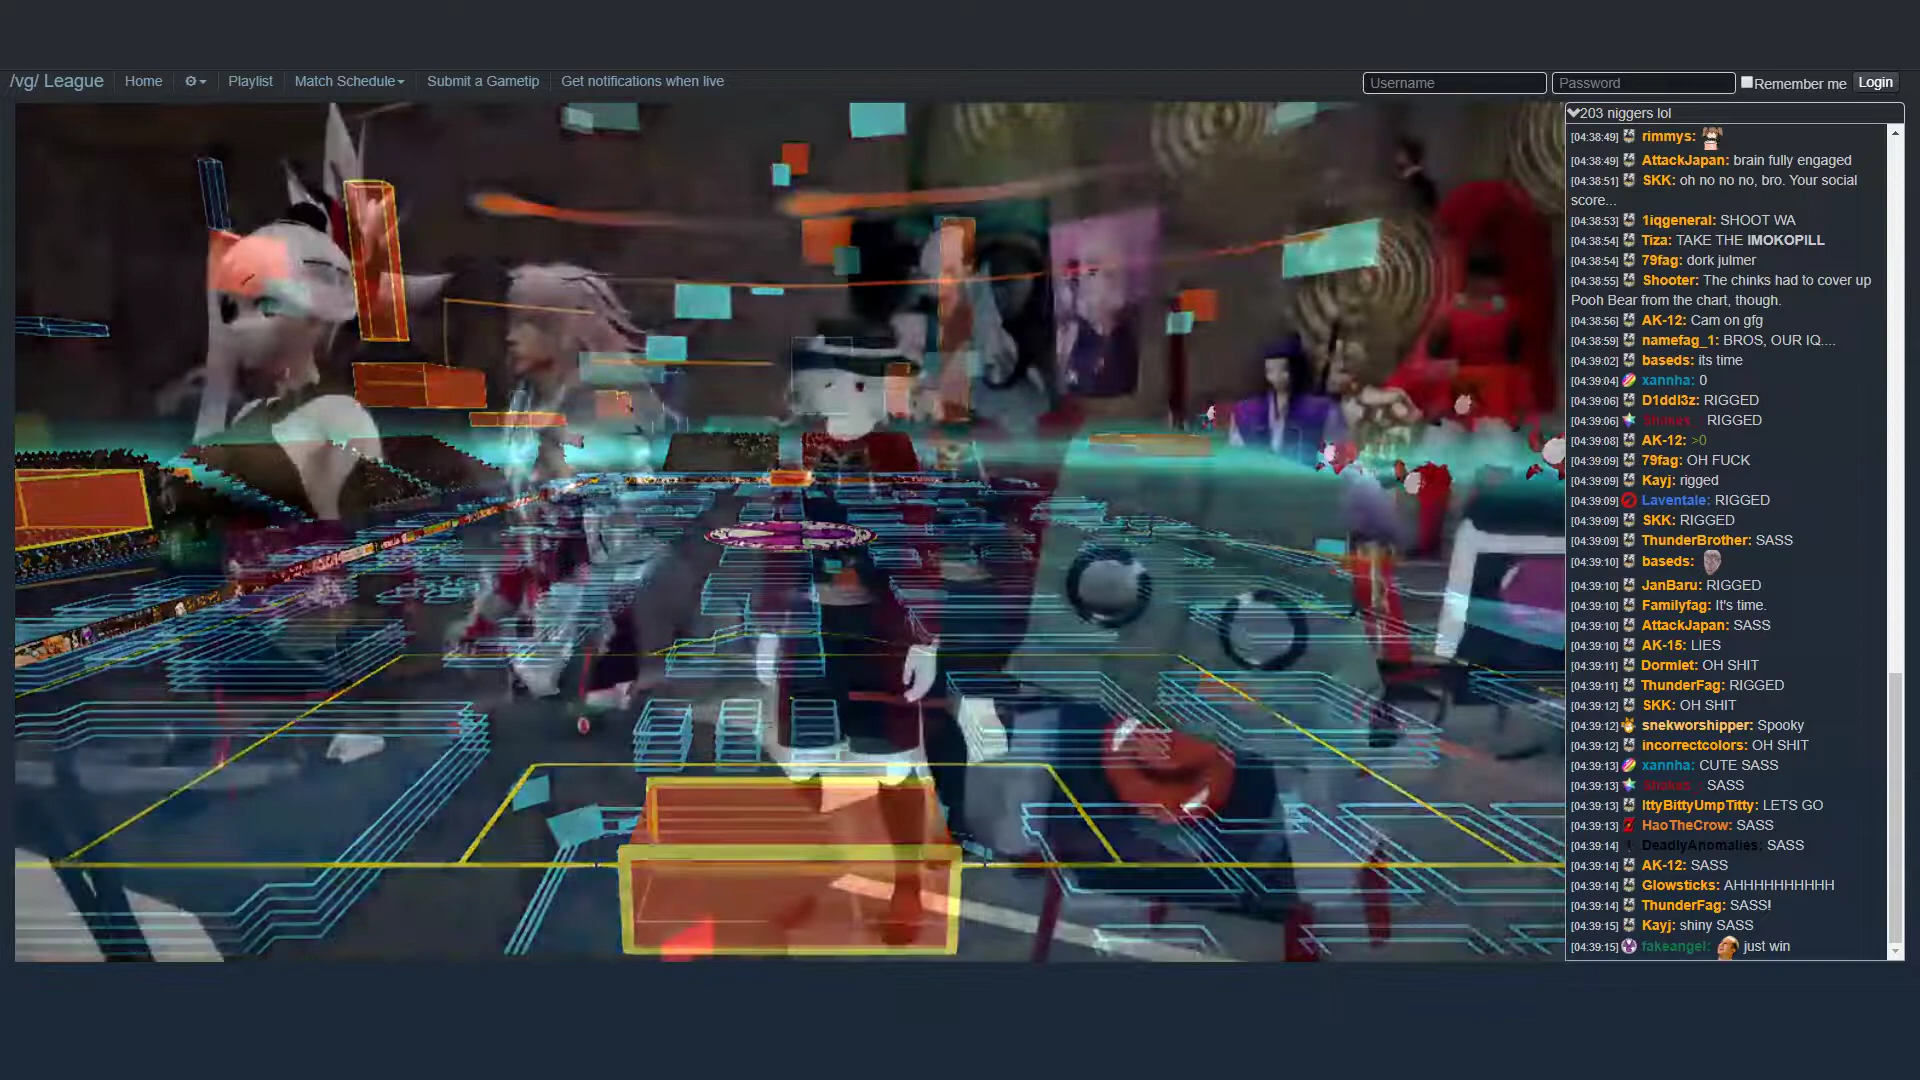 /vg/ League Home Playlist Match Schedule Submit a Gametip Get notifications when live Username Password Remember me Login
203 niggers lol
[04:38:49] rimmys:
[04:38:49] AttackJapan: brain fully engaged
[04:38:51] SKK: oh no no no, bro. Your social
score...
[04:38:53] 1iqgeneral: SHOOT WA
[04:38:54] Tiza: TAKE THE IMOKOPILL
[04:38:54] 79fag: dork julmer
[04:38:55] Shooter: The chinks had to cover up
Pooh Bear from the chart, though.
[04:38:56] AK-12: Cam on gfg
[04:38:59] namefag_1: BROS, OUR IQ....
[04:39:02] baseds: its time
[04:39:04] xannha: 0
[04:39:06] D1ddl3z: RIGGED
[04:39:06] RIGGED
[04:39:08] AK-12: >0
[04:39:09] 79fag: OH FUCK
[04:39:09] Kayj: rigged
[04:39:09] Laventale: RIGGED
[04:39:09] SKK: RIGGED
[04:39:09] ThunderBrother: SASS
[04:39:10] baseds:
[04:39:10] JanBaru: RIGGED
[04:39:10] Familyfag: It's time.
[04:39:10] AttackJapan: SASS
[04:39:10] AK-15: LIES
[04:39:11] Dormlet: OH SHIT
[04:39:11] ThunderFag: RIGGED
[04:39:12] SKK: OH SHIT
[04:39:12] snekworshipper: Spooky
[04:39:12] incorrectcolors: OH SHIT
[04:39:13] xannha: CUTE SASS
[04:39:13] SASS
[04:39:13] IttyBittyUmpTitty: LETS GO
[04:39:13] HaoTheCrow: SASS
[04:39:14] DeadlyAnomalies: SASS
[04:39:14] AK-12: SASS
[04:39:14] Glowsticks: AHHHHHHHHHH
[04:39:14] ThunderFag: SASS!
[04:39:15] Kayj: shiny SASS
[04:39:15] fakeangel: just win